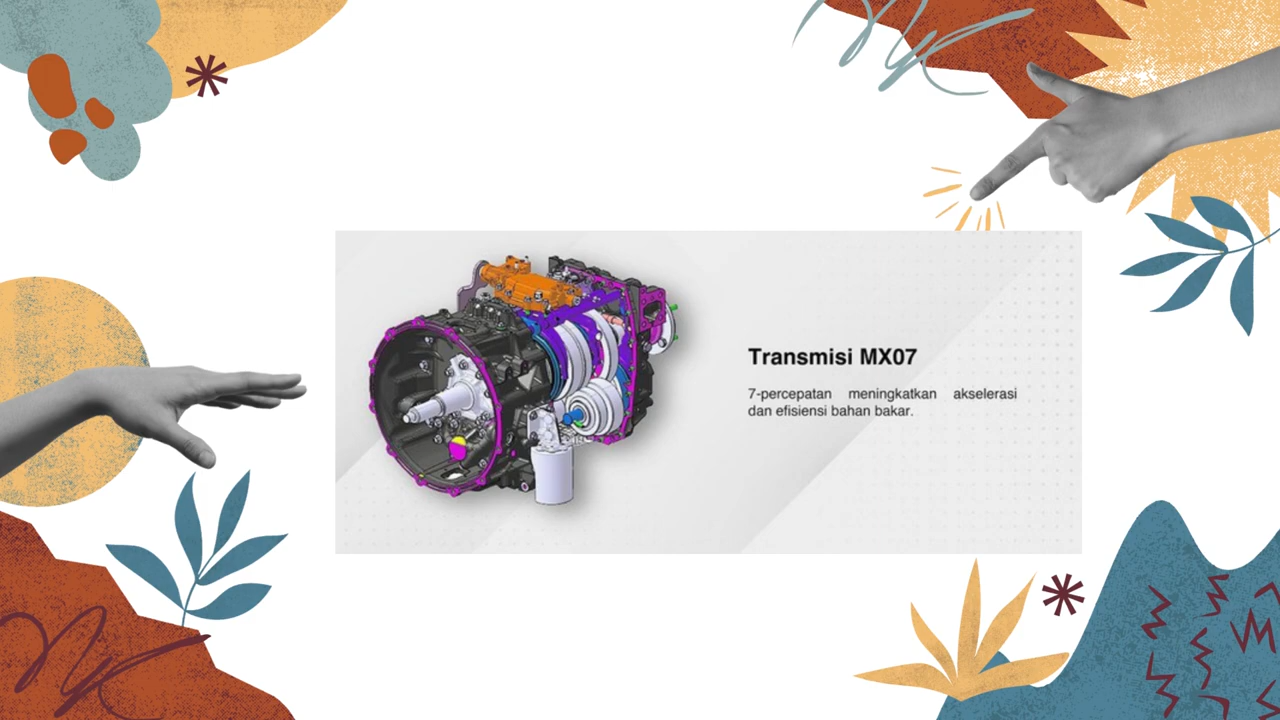 Transmisi MX07
7-percepatan meningkatkan akselerasi
dan efisiensi bahan bakar.